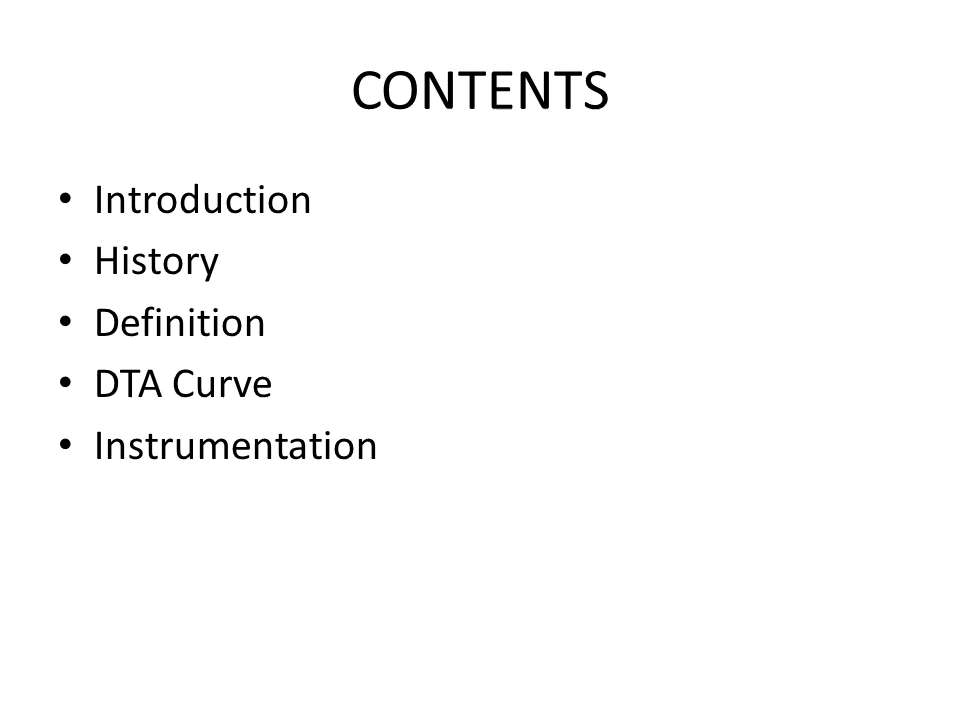 CONTENTS
• Introduction
• History
• Definition
• DTA Curve
• Instrumentation